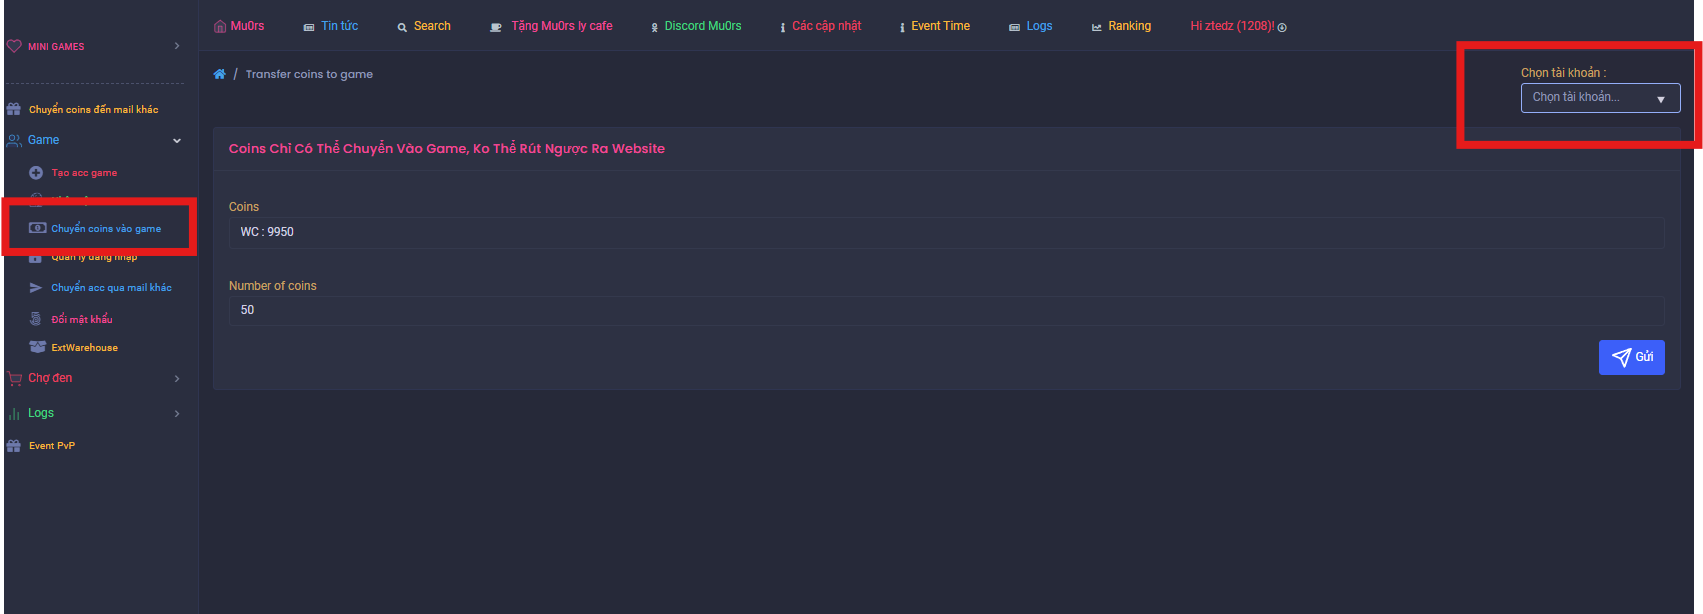 Mu0rs
Tin tức
Search
Tặng Mu0rs ly cafe
Discord Mu0rs
Các cập nhật
Event Time
Logs
Ranking
Hi ztedz (1208)!
MINI GAMES
Chuyển coins đến mail khác
Game
Tạo acc game
Chuyển coins vào game
Quản lý đăng nhập
Chuyển acc qua mail khác
Đổi mật khẩu
ExtWarehouse
Chợ đen
Logs
Event PvP
/ Transfer coins to game
Chọn tài khoản :
Chọn tài khoản...
Coins Chỉ Có Thể Chuyển Vào Game, Ko Thể Rút Ngược Ra Website
Coins
WC : 9950
Number of coins
50
Gửi